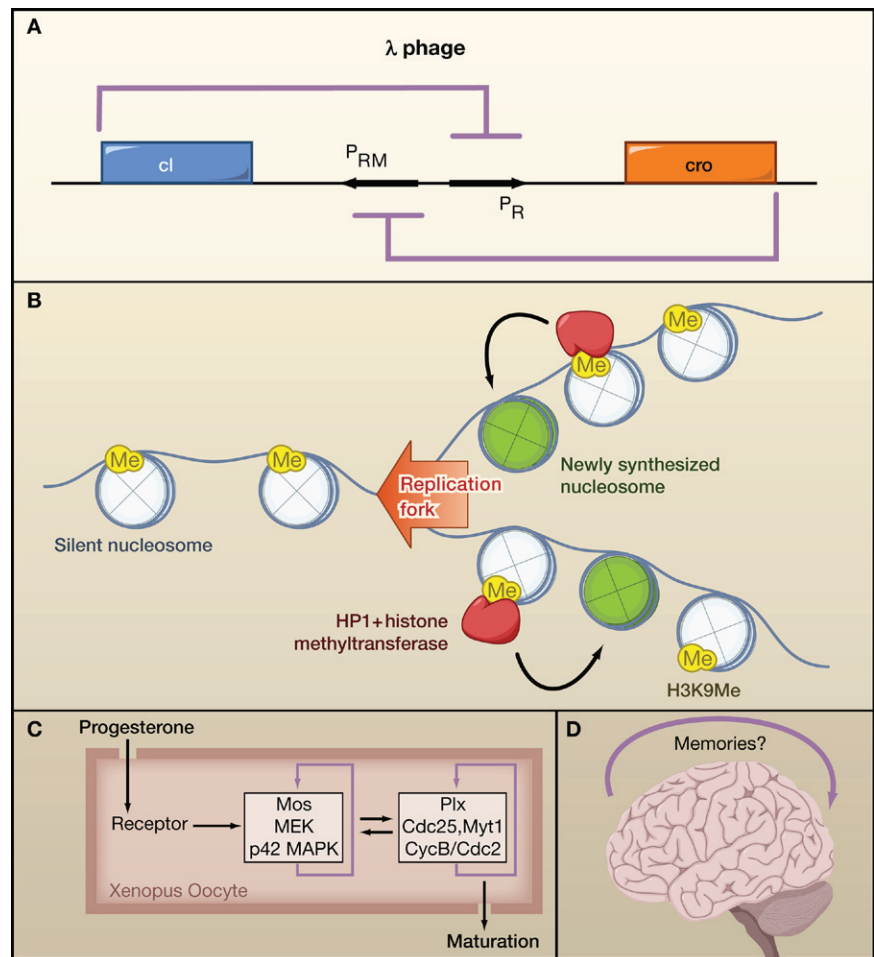 A
λ phage
cI
PRM
PR
cro
B
Me
Me
Me
Me
Newly synthesized
nucleosome
Replication
fork
Silent nucleosome
Me
HP1+histone
methyltransferase
Me
H3K9Me
C
Progesterone
Receptor
Mos
MEK
p42 MAPK
Plx
Cdc25,Myt1
CycB/Cdc2
Xenopus Oocyte
Maturation
D
Memories?